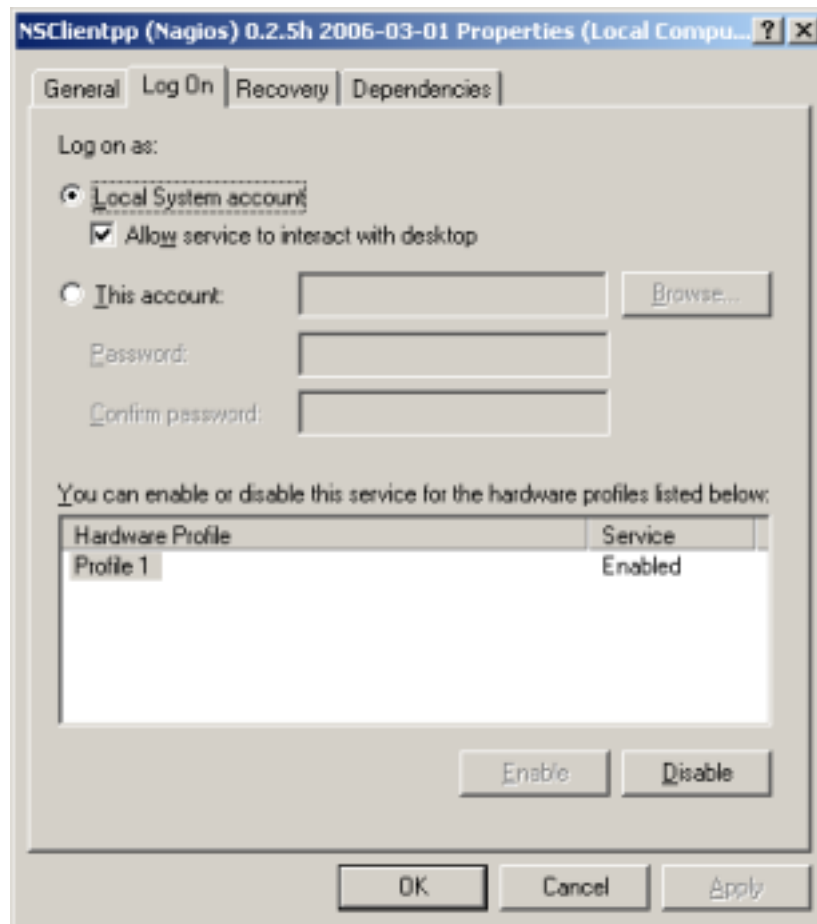 NSClientpp (Nagios) 0.2.5h 2006-03-01 Properties (Local Compu... ? ×
General Log On Recovery Dependencies
Log on as:
Local System account
Allow service to interact with desktop
This account: Browse...
Password:
Confirm password:
You can enable or disable this service for the hardware profiles listed below:
Hardware Profile Service
Profile 1 Enabled
Enable Disable
OK Cancel Apply